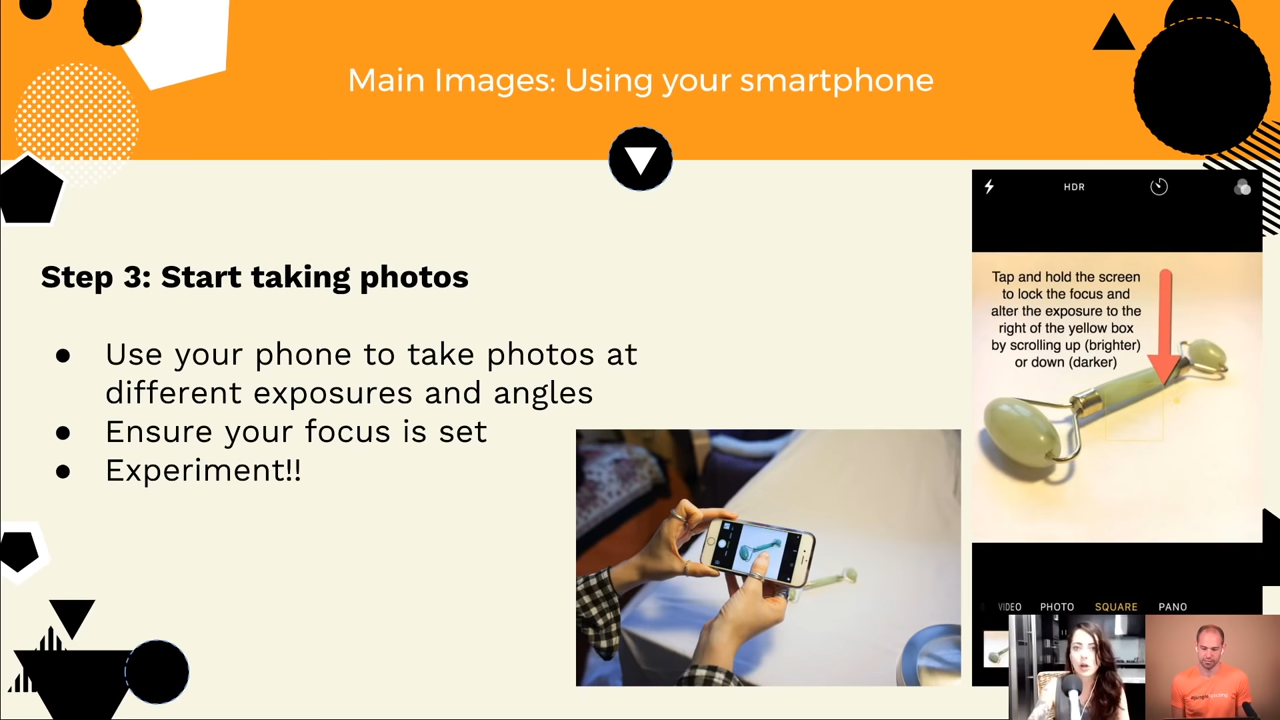 Main Images: Using your smartphone
Step 3: Start taking photos
● Use your phone to take photos at
different exposures and angles
● Ensure your focus is set
● Experiment!!
HDR
Tap and hold the screen
to lock the focus and
alter the exposure to the
right of the yellow box
by scrolling up (brighter)
or down (darker)
VIDEO PHOTO SQUARE PANO